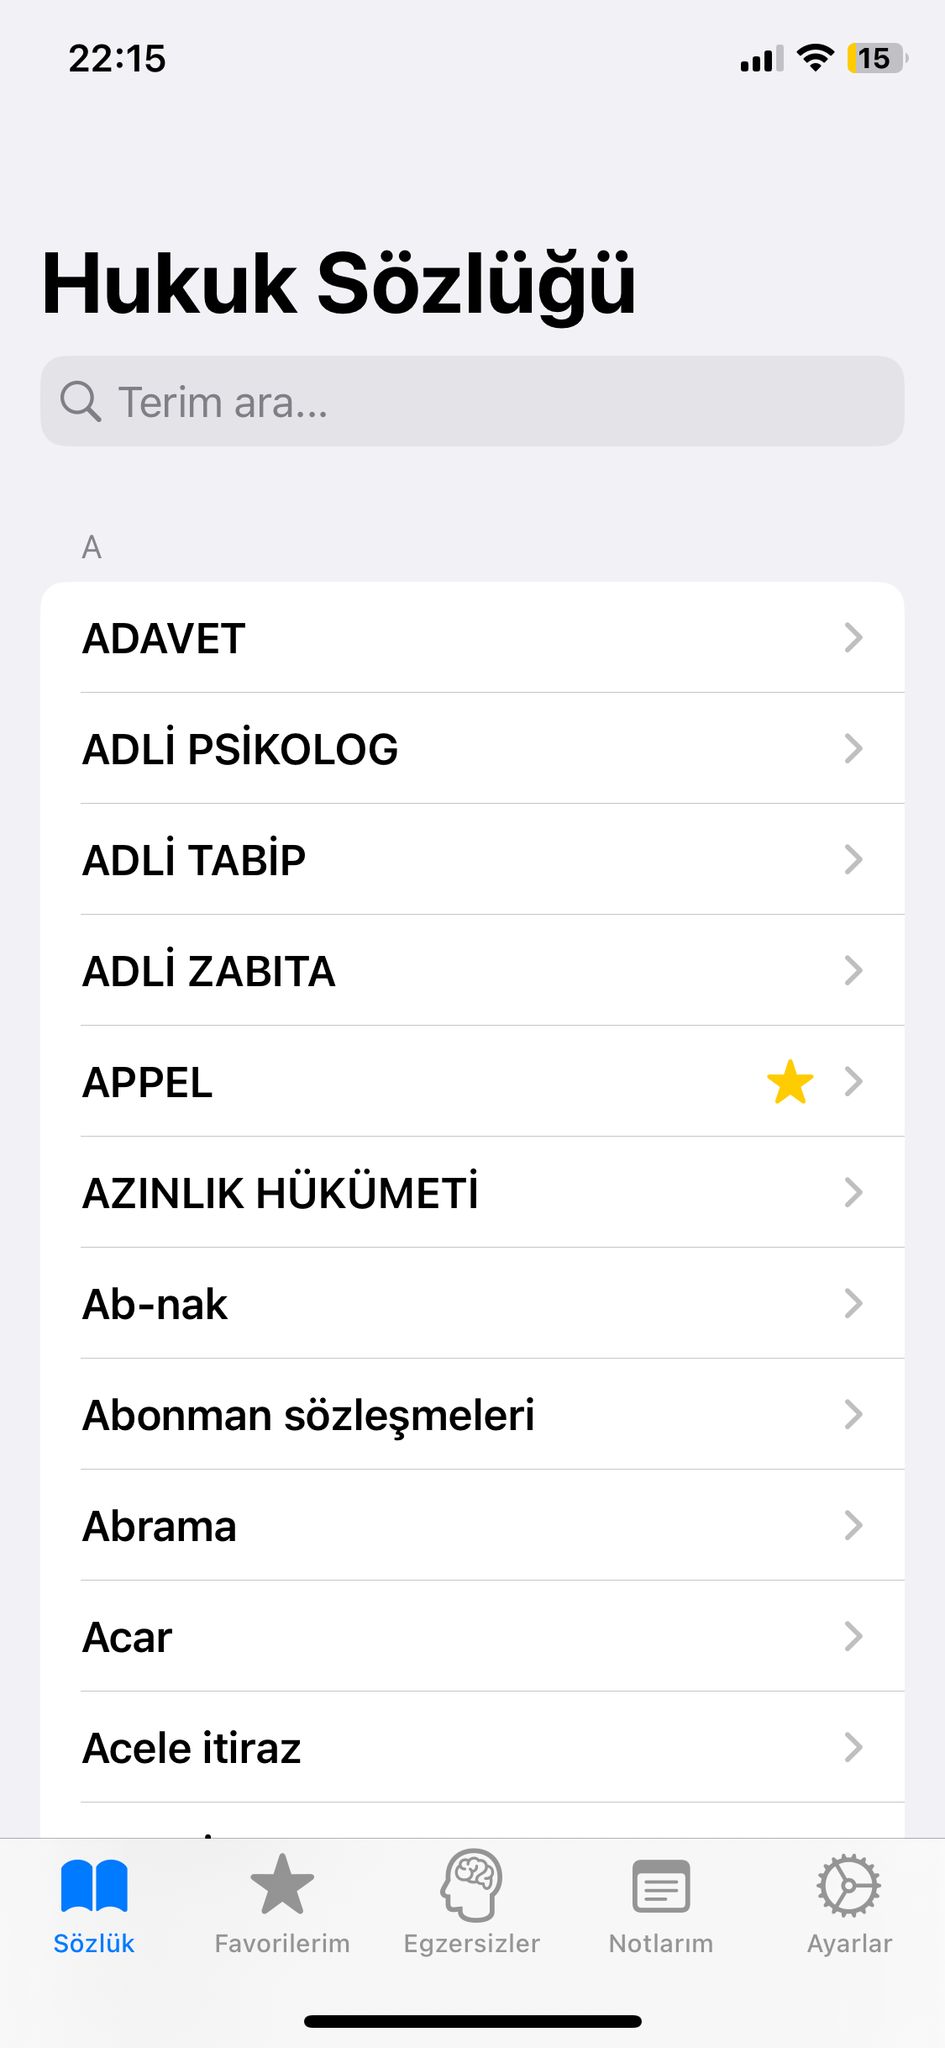 22:15
15
Hukuk Sözlüğü
Terim ara...
A
ADAVET
ADLİ PSİKOLOG
ADLİ TABİP
ADLİ ZABITA
APPEL
AZINLIK HÜKÜMETİ
Ab-nak
Abonman sözleşmeleri
Abrama
Acar
Acele itiraz
Sözlük
Favorilerim
Egzersizler
Notlarım
Ayarlar